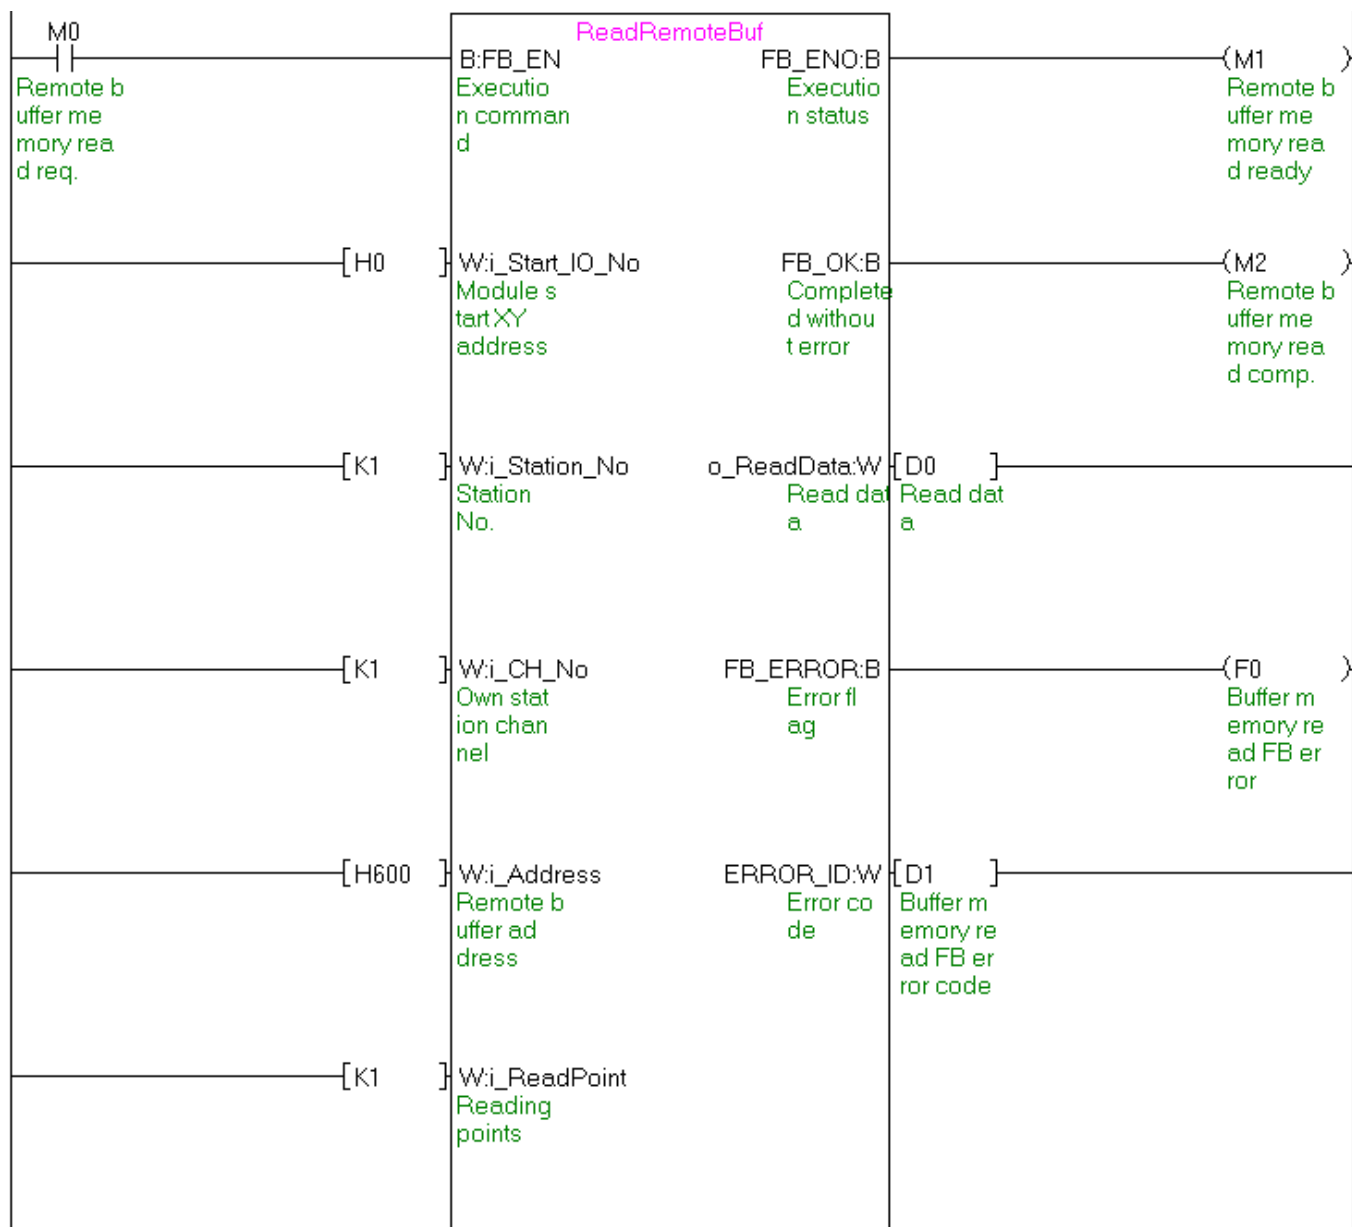 M0
ReadRemoteBuf
B:FB_EN
FB_ENO:B
(M1 )
Remote b
uffer me
mory rea
d req.
Executio
n comman
d
Executio
n status
Remote b
uffer me
mory rea
d ready
[H0 ]
W:i_Start_IO_No
FB_OK:B
(M2 )
Module s
tart XY
address
Complete
d withou
t error
Remote b
uffer me
mory rea
d comp.
[K1 ]
W:i_Station_No
o_ReadData:W
[D0 ]
Station
No.
Read dat
a
Read dat
a
[K1 ]
W:i_CH_No
FB_ERROR:B
(F0 )
Own stat
ion chan
nel
Error fl
ag
Buffer m
emory re
ad FB er
ror
[H600 ]
W:i_Address
ERROR_ID:W
[D1 ]
Remote b
uffer ad
dress
Error co
de
Buffer m
emory re
ad FB er
ror code
[K1 ]
W:i_ReadPoint
Reading
points